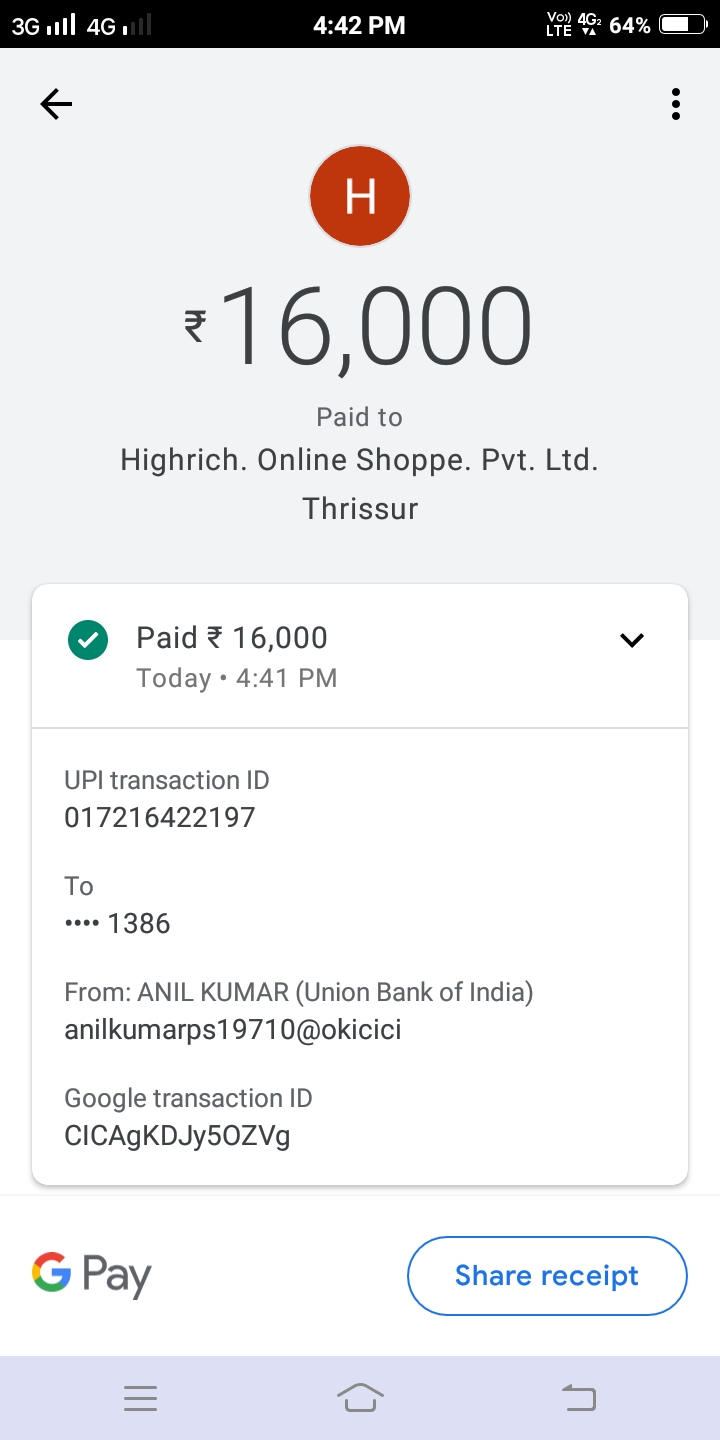 3G 4G 4:42 PM Vo)) LTE 4G2 64%
H
₹16,000
Paid to
Highrich. Online Shoppe. Pvt. Ltd.
Thrissur
Paid ₹ 16,000
Today • 4:41 PM
UPI transaction ID
017216422197
To
•••• 1386
From: ANIL KUMAR (Union Bank of India)
anilkumarps19710@okicici
Google transaction ID
CICAgKDJy5OZVg
G Pay
Share receipt